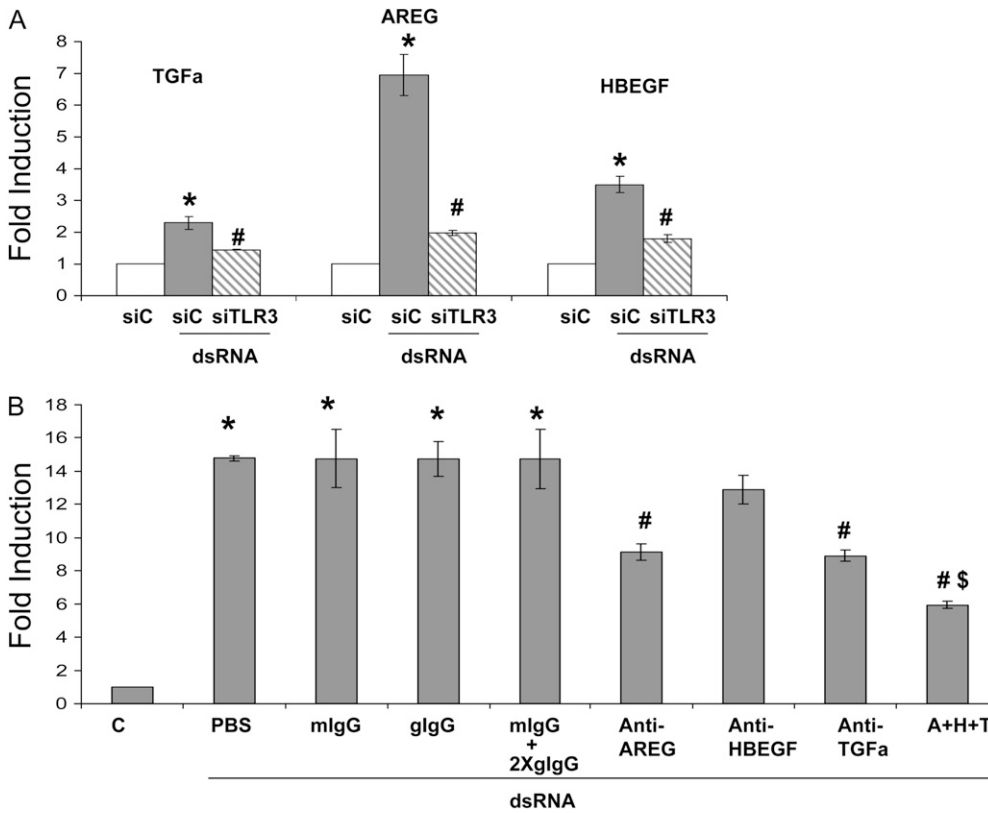 A
AREG
TGFa
HBEGF
Fold Induction
8
7
6
5
4
3
2
1
0
*
#
*
#
*
#
siC siC siTLR3
siC siC siTLR3
siC siC siTLR3
dsRNA
dsRNA
dsRNA
B
Fold Induction
18
16
14
12
10
8
6
4
2
0
*
*
*
*
#
#
# $
C
PBS
mIgG
gIgG
mIgG
+
2XgIgG
Anti-
AREG
Anti-
HBEGF
Anti-
TGFa
A+H+T
dsRNA